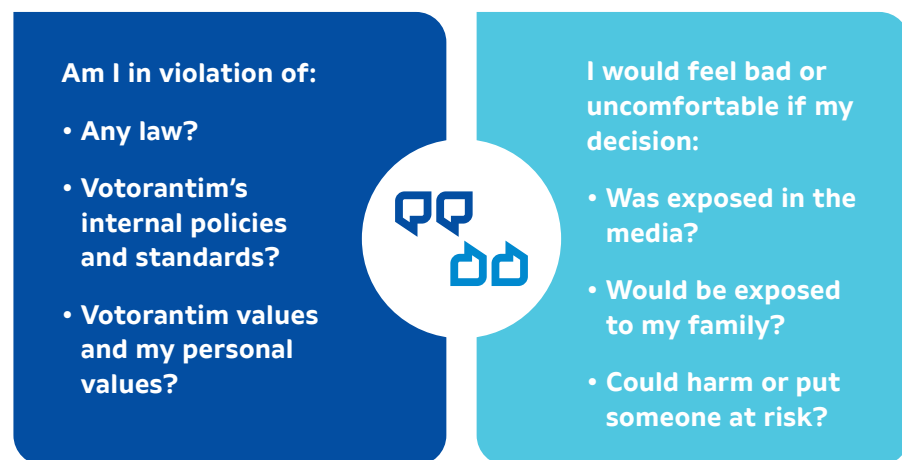 Am I in violation of:
• Any law?
• Votorantim's
internal policies
and standards?
• Votorantim values
and my personal
values?
I would feel bad or
uncomfortable if my
decision:
• Was exposed in the
media?
• Would be exposed
to my family?
• Could harm or put
someone at risk?